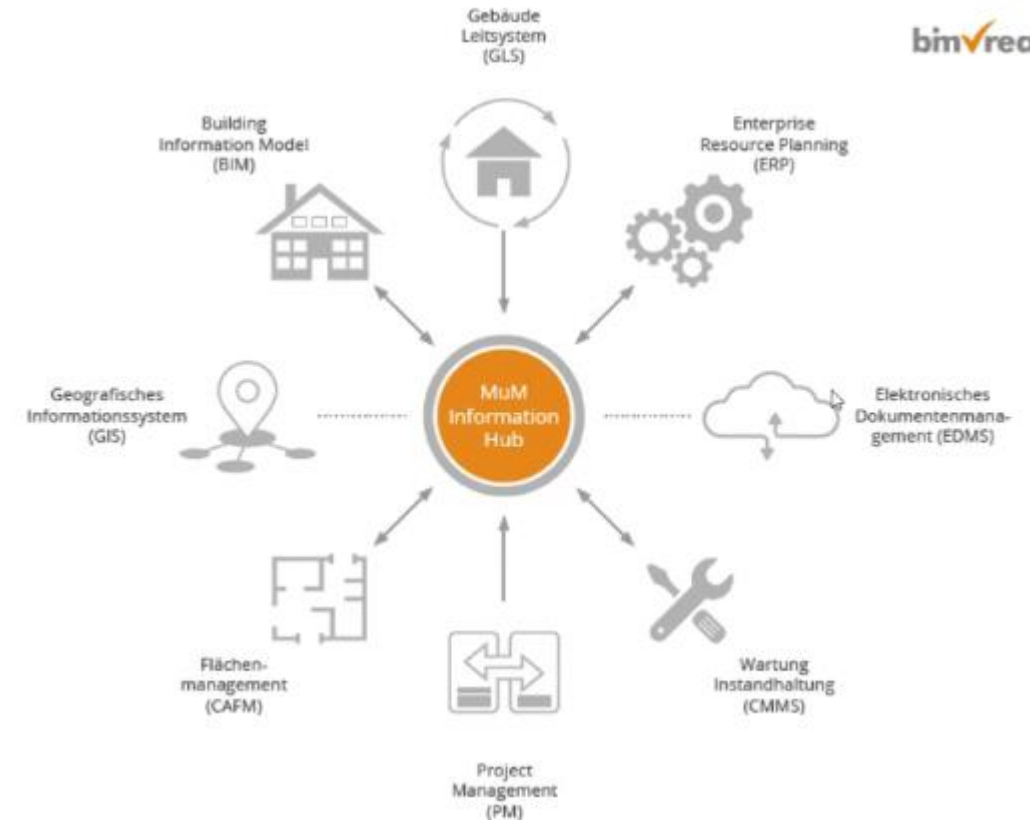 Gebäude
Leitsystem
(GLS)
Building
Information Model
(BIM)
Enterprise
Resource Planning
(ERP)
MuM
Information
Hub
Geografisches
Informationssystem
(GIS)
Elektronisches
Dokumentenmana-
gement (EDMS)
Flächen-
management
(CAFM)
Wartung
Instandhaltung
(CMMS)
Project
Management
(PM)